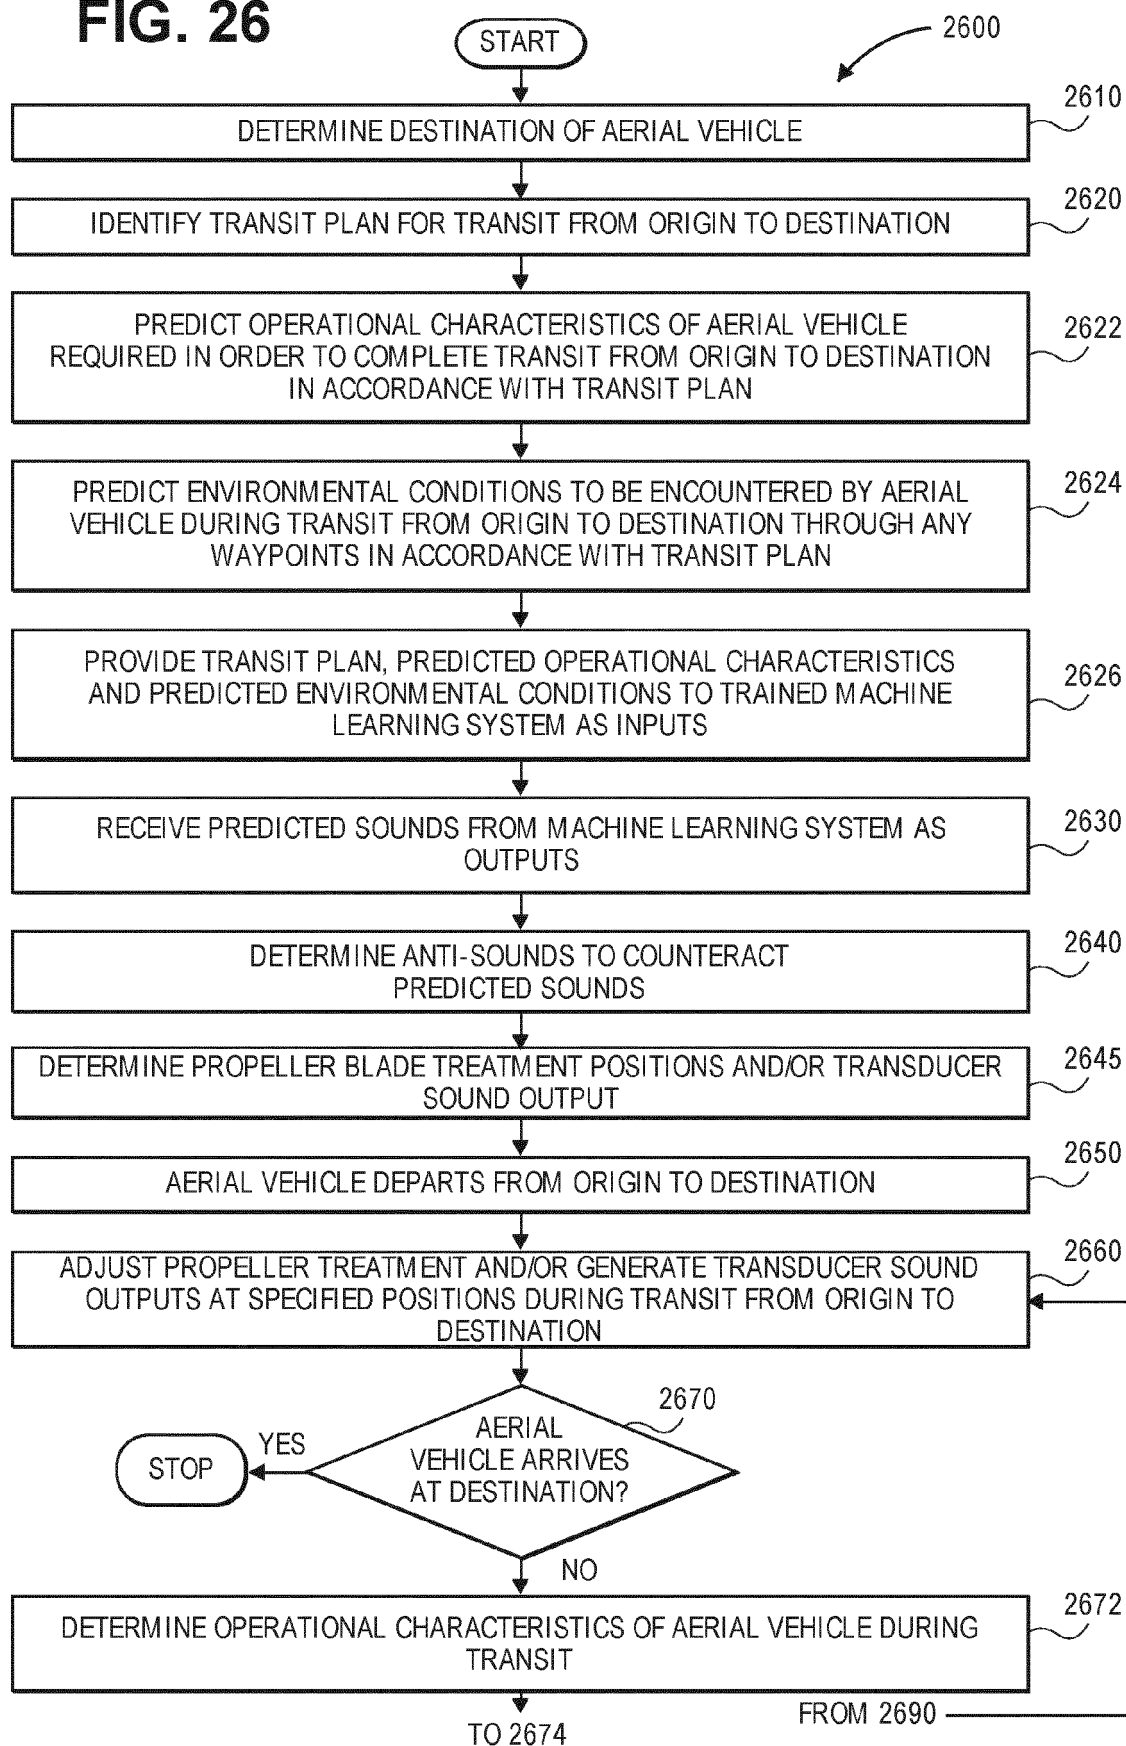 FIG. 26
START
2600
2610
DETERMINE DESTINATION OF AERIAL VEHICLE
2620
IDENTIFY TRANSIT PLAN FOR TRANSIT FROM ORIGIN TO DESTINATION
2622
PREDICT OPERATIONAL CHARACTERISTICS OF AERIAL VEHICLE
REQUIRED IN ORDER TO COMPLETE TRANSIT FROM ORIGIN TO DESTINATION
IN ACCORDANCE WITH TRANSIT PLAN
2624
PREDICT ENVIRONMENTAL CONDITIONS TO BE ENCOUNTERED BY AERIAL
VEHICLE DURING TRANSIT FROM ORIGIN TO DESTINATION THROUGH ANY
WAYPOINTS IN ACCORDANCE WITH TRANSIT PLAN
2626
PROVIDE TRANSIT PLAN, PREDICTED OPERATIONAL CHARACTERISTICS
AND PREDICTED ENVIRONMENTAL CONDITIONS TO TRAINED MACHINE
LEARNING SYSTEM AS INPUTS
2630
RECEIVE PREDICTED SOUNDS FROM MACHINE LEARNING SYSTEM AS
OUTPUTS
2640
DETERMINE ANTI-SOUNDS TO COUNTERACT
PREDICTED SOUNDS
2645
DETERMINE PROPELLER BLADE TREATMENT POSITIONS AND/OR TRANSDUCER
SOUND OUTPUT
2650
AERIAL VEHICLE DEPARTS FROM ORIGIN TO DESTINATION
2660
ADJUST PROPELLER TREATMENT AND/OR GENERATE TRANSDUCER SOUND
OUTPUTS AT SPECIFIED POSITIONS DURING TRANSIT FROM ORIGIN TO
DESTINATION
2670
AERIAL
VEHICLE ARRIVES
AT DESTINATION?
YES
STOP
NO
2672
DETERMINE OPERATIONAL CHARACTERISTICS OF AERIAL VEHICLE DURING
TRANSIT
FROM 2690
TO 2674